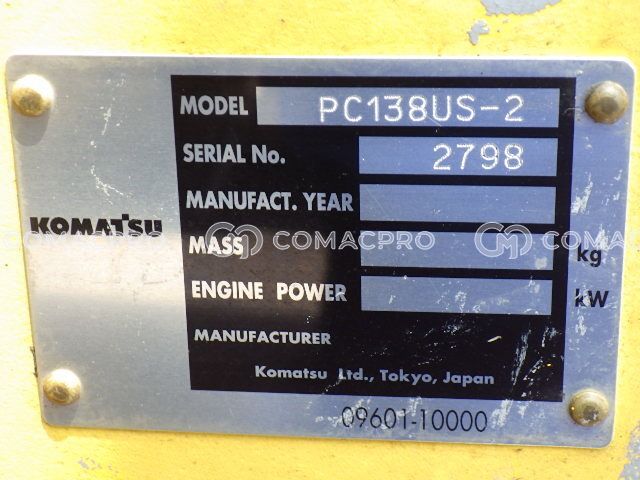 MODEL PC138US-2
SERIAL No. 2798
MANUFACT. YEAR
KOMATSU
COMACPRO COMACPRO COMA
MASS kg
ENGINE POWER kW
MANUFACTURER
Komatsu Ltd., Tokyo, Japan
09601-10000